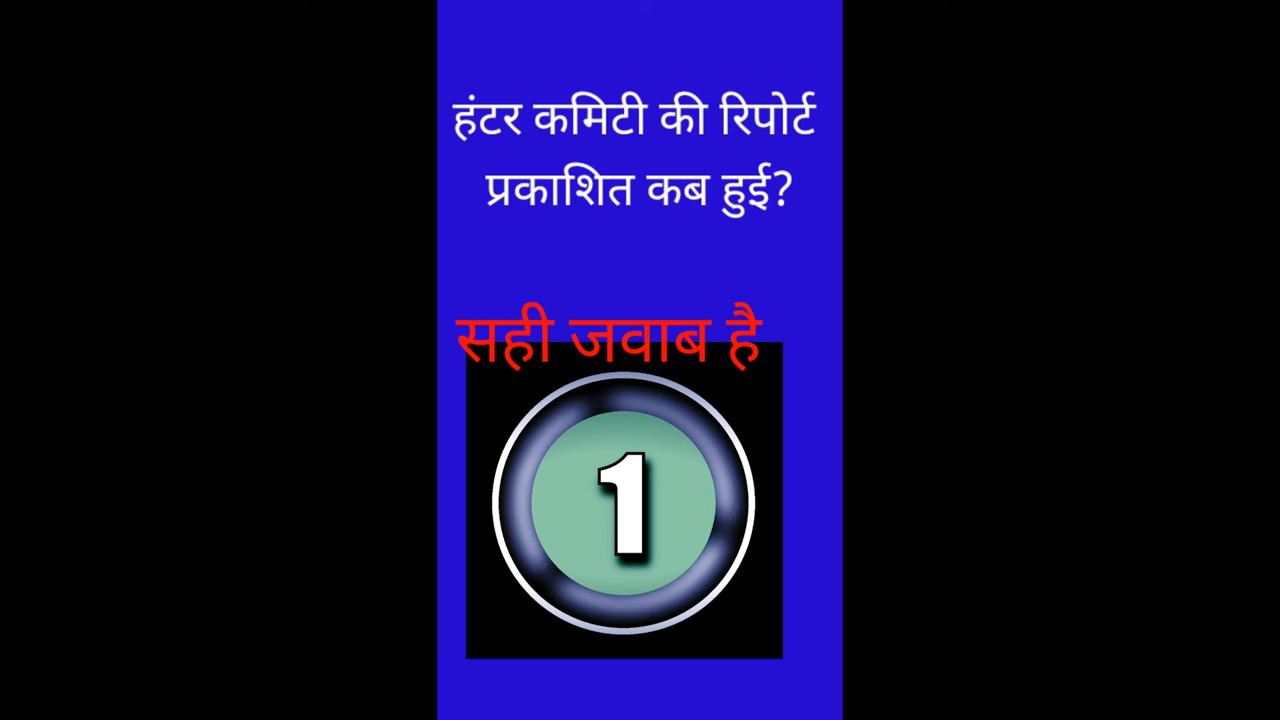 हंटर कमिटी की रिपोर्ट
प्रकाशित कब हुई?
सही जवाब है
1